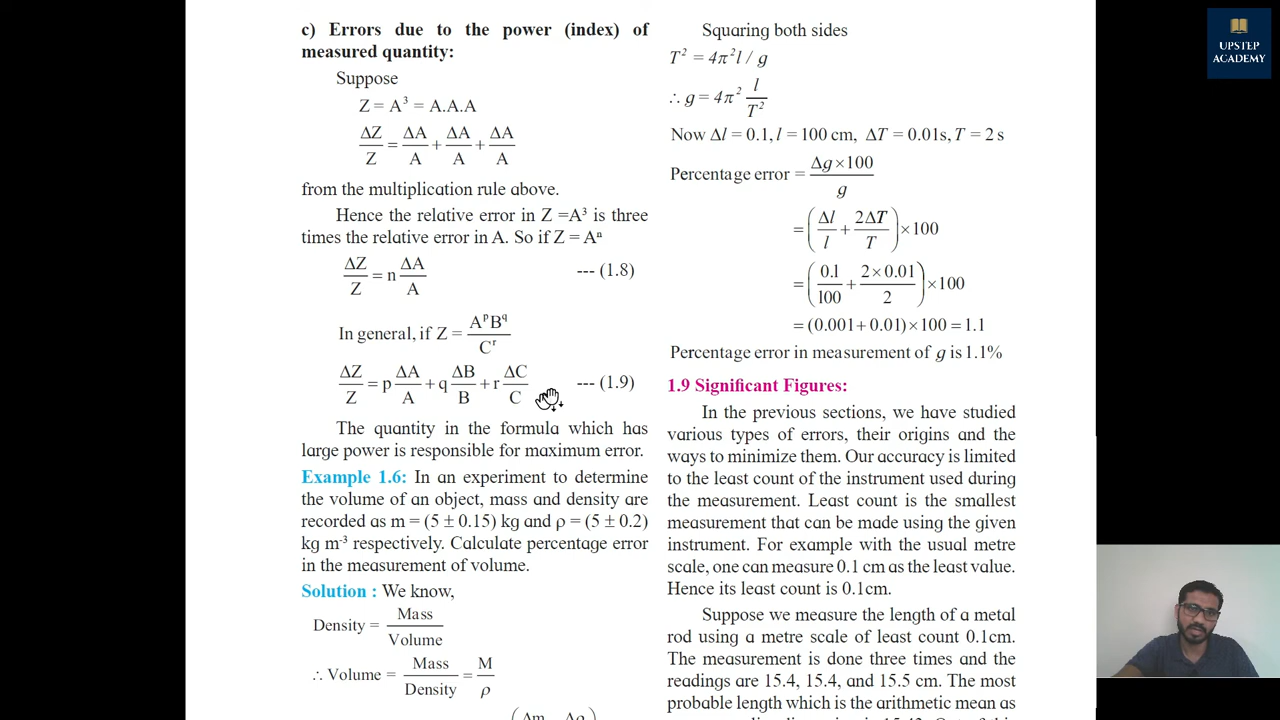 c) Errors due to the power (index) of
measured quantity:
Suppose
Z = A³ = A.A.A
ΔZ/Z = ΔA/A + ΔA/A + ΔA/A
from the multiplication rule above.
Hence the relative error in Z =A³ is three
times the relative error in A. So if Z = Aⁿ
ΔZ/Z = n ΔA/A --- (1.8)
In general, if Z = A^pB^q/C^r
ΔZ/Z = p ΔA/A + q ΔB/B + r ΔC/C --- (1.9)
The quantity in the formula which has
large power is responsible for maximum error.
Example 1.6: In an experiment to determine
the volume of an object, mass and density are
recorded as m = (5 ± 0.15) kg and ρ = (5 ± 0.2)
kg m⁻³ respectively. Calculate percentage error
in the measurement of volume.
Solution : We know,
Density = Mass/Volume
∴ Volume = Mass/Density = M/ρ
Squaring both sides
T² = 4π²l / g
∴ g = 4π² l/T²
Now Δl = 0.1, l = 100 cm, ΔT = 0.01s, T = 2 s
Percentage error = Δg×100/g
= (Δl/l + 2ΔT/T) × 100
= (0.1/100 + 2×0.01/2) × 100
= (0.001 + 0.01) × 100 = 1.1
Percentage error in measurement of g is 1.1%
1.9 Significant Figures:
In the previous sections, we have studied
various types of errors, their origins and the
ways to minimize them. Our accuracy is limited
to the least count of the instrument used during
the measurement. Least count is the smallest
measurement that can be made using the given
instrument. For example with the usual metre
scale, one can measure 0.1 cm as the least value.
Hence its least count is 0.1cm.
Suppose we measure the length of a metal
rod using a metre scale of least count 0.1cm.
The measurement is done three times and the
readings are 15.4, 15.4, and 15.5 cm. The most
probable length which is the arithmetic mean as
UPSTEP
ACADEMY